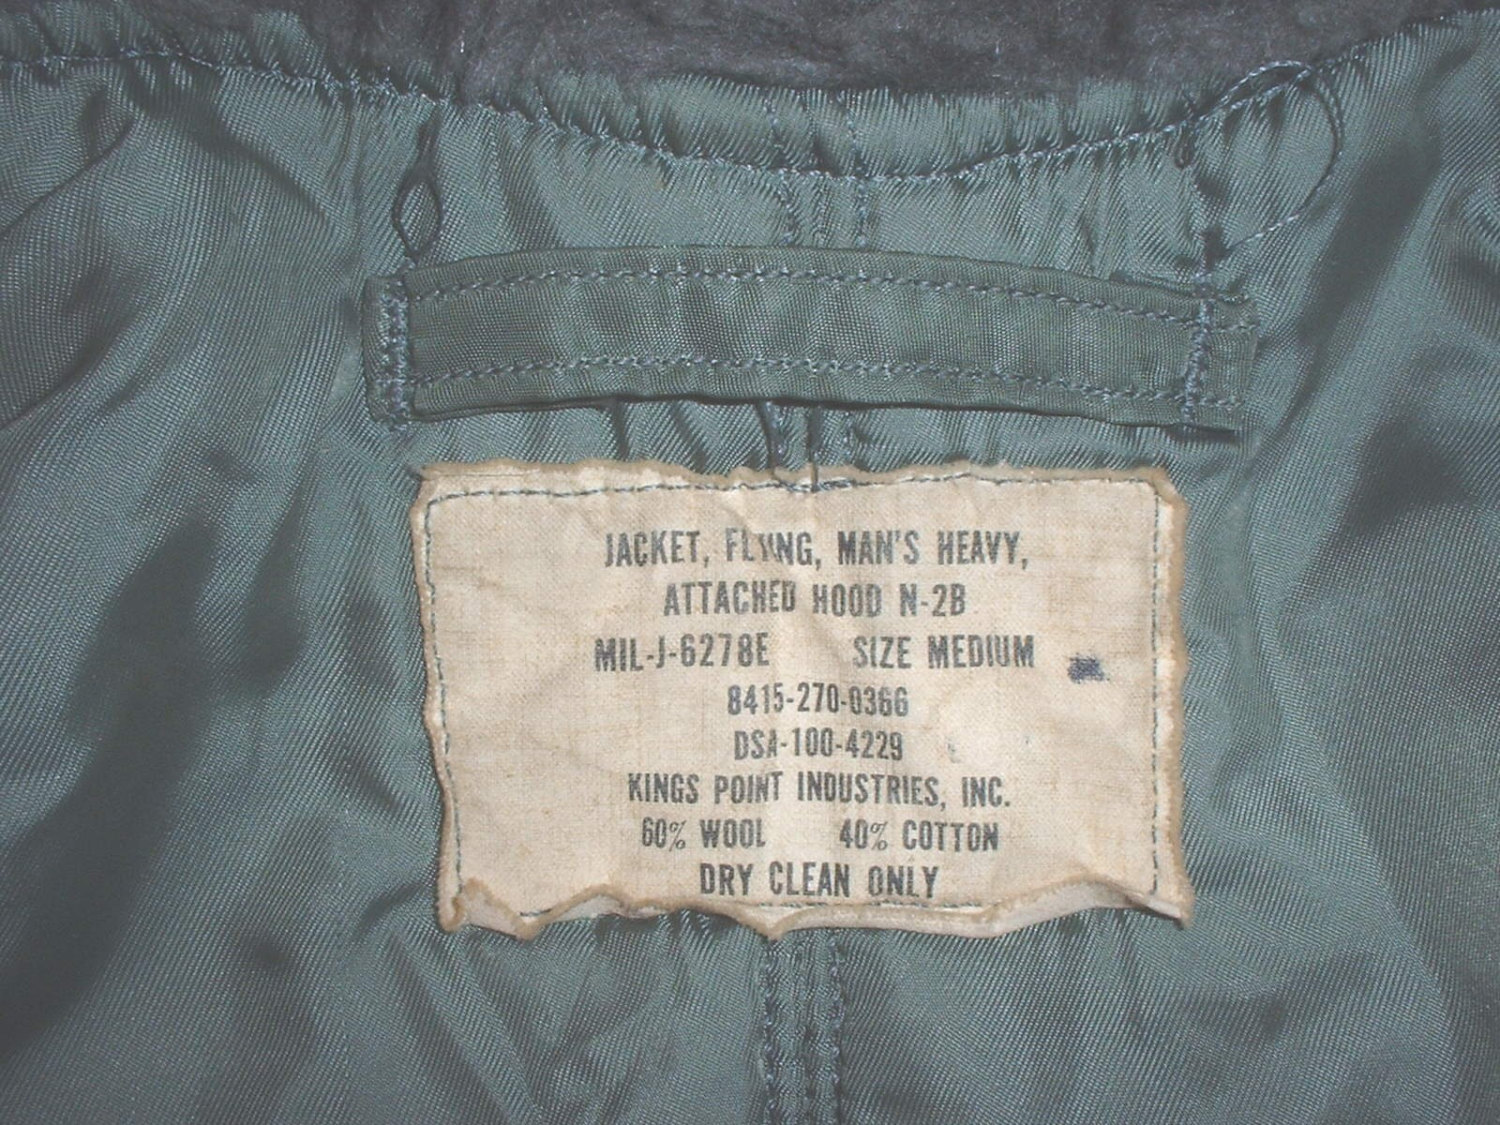 JACKET, FLYING, MAN'S HEAVY,
ATTACHED HOOD N-2B
MIL-J-6278E SIZE MEDIUM
8415-270-0366
DSA-100-4229
KINGS POINT INDUSTRIES, INC.
60% WOOL 40% COTTON
DRY CLEAN ONLY